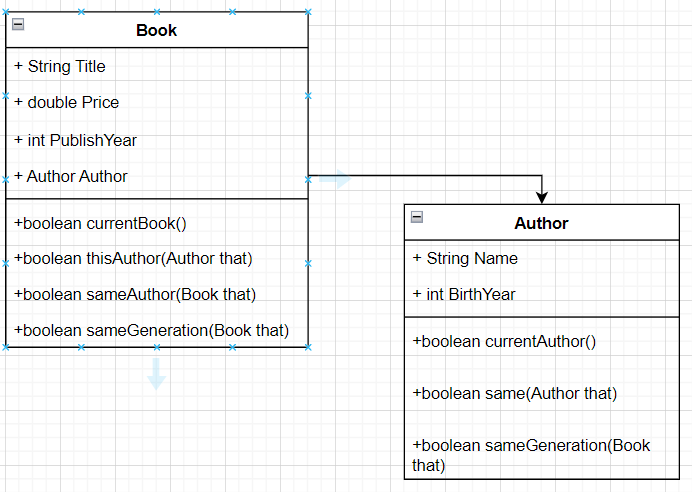 Book
+ String Title
+ double Price
+ int PublishYear
+ Author Author
+boolean currentBook()
+boolean thisAuthor(Author that)
+boolean sameAuthor(Book that)
+boolean sameGeneration(Book that)
Author
+ String Name
+ int BirthYear
+boolean currentAuthor()
+boolean same(Author that)
+boolean sameGeneration(Book
that)